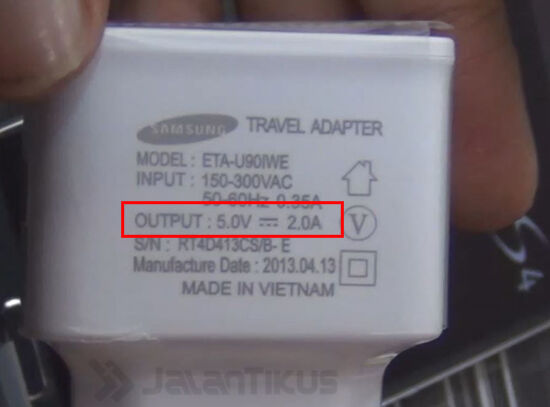 SAMSUNG TRAVEL ADAPTER
MODEL : ETA-U90IWE
INPUT : 150-300VAC
50-60Hz 0.35A
OUTPUT : 5.0V ⎓ 2.0A
V
S/N : RT4D413CS/B- E
Manufacture Date : 2013.04.13
MADE IN VIETNAM
S4
JALANTIKUS